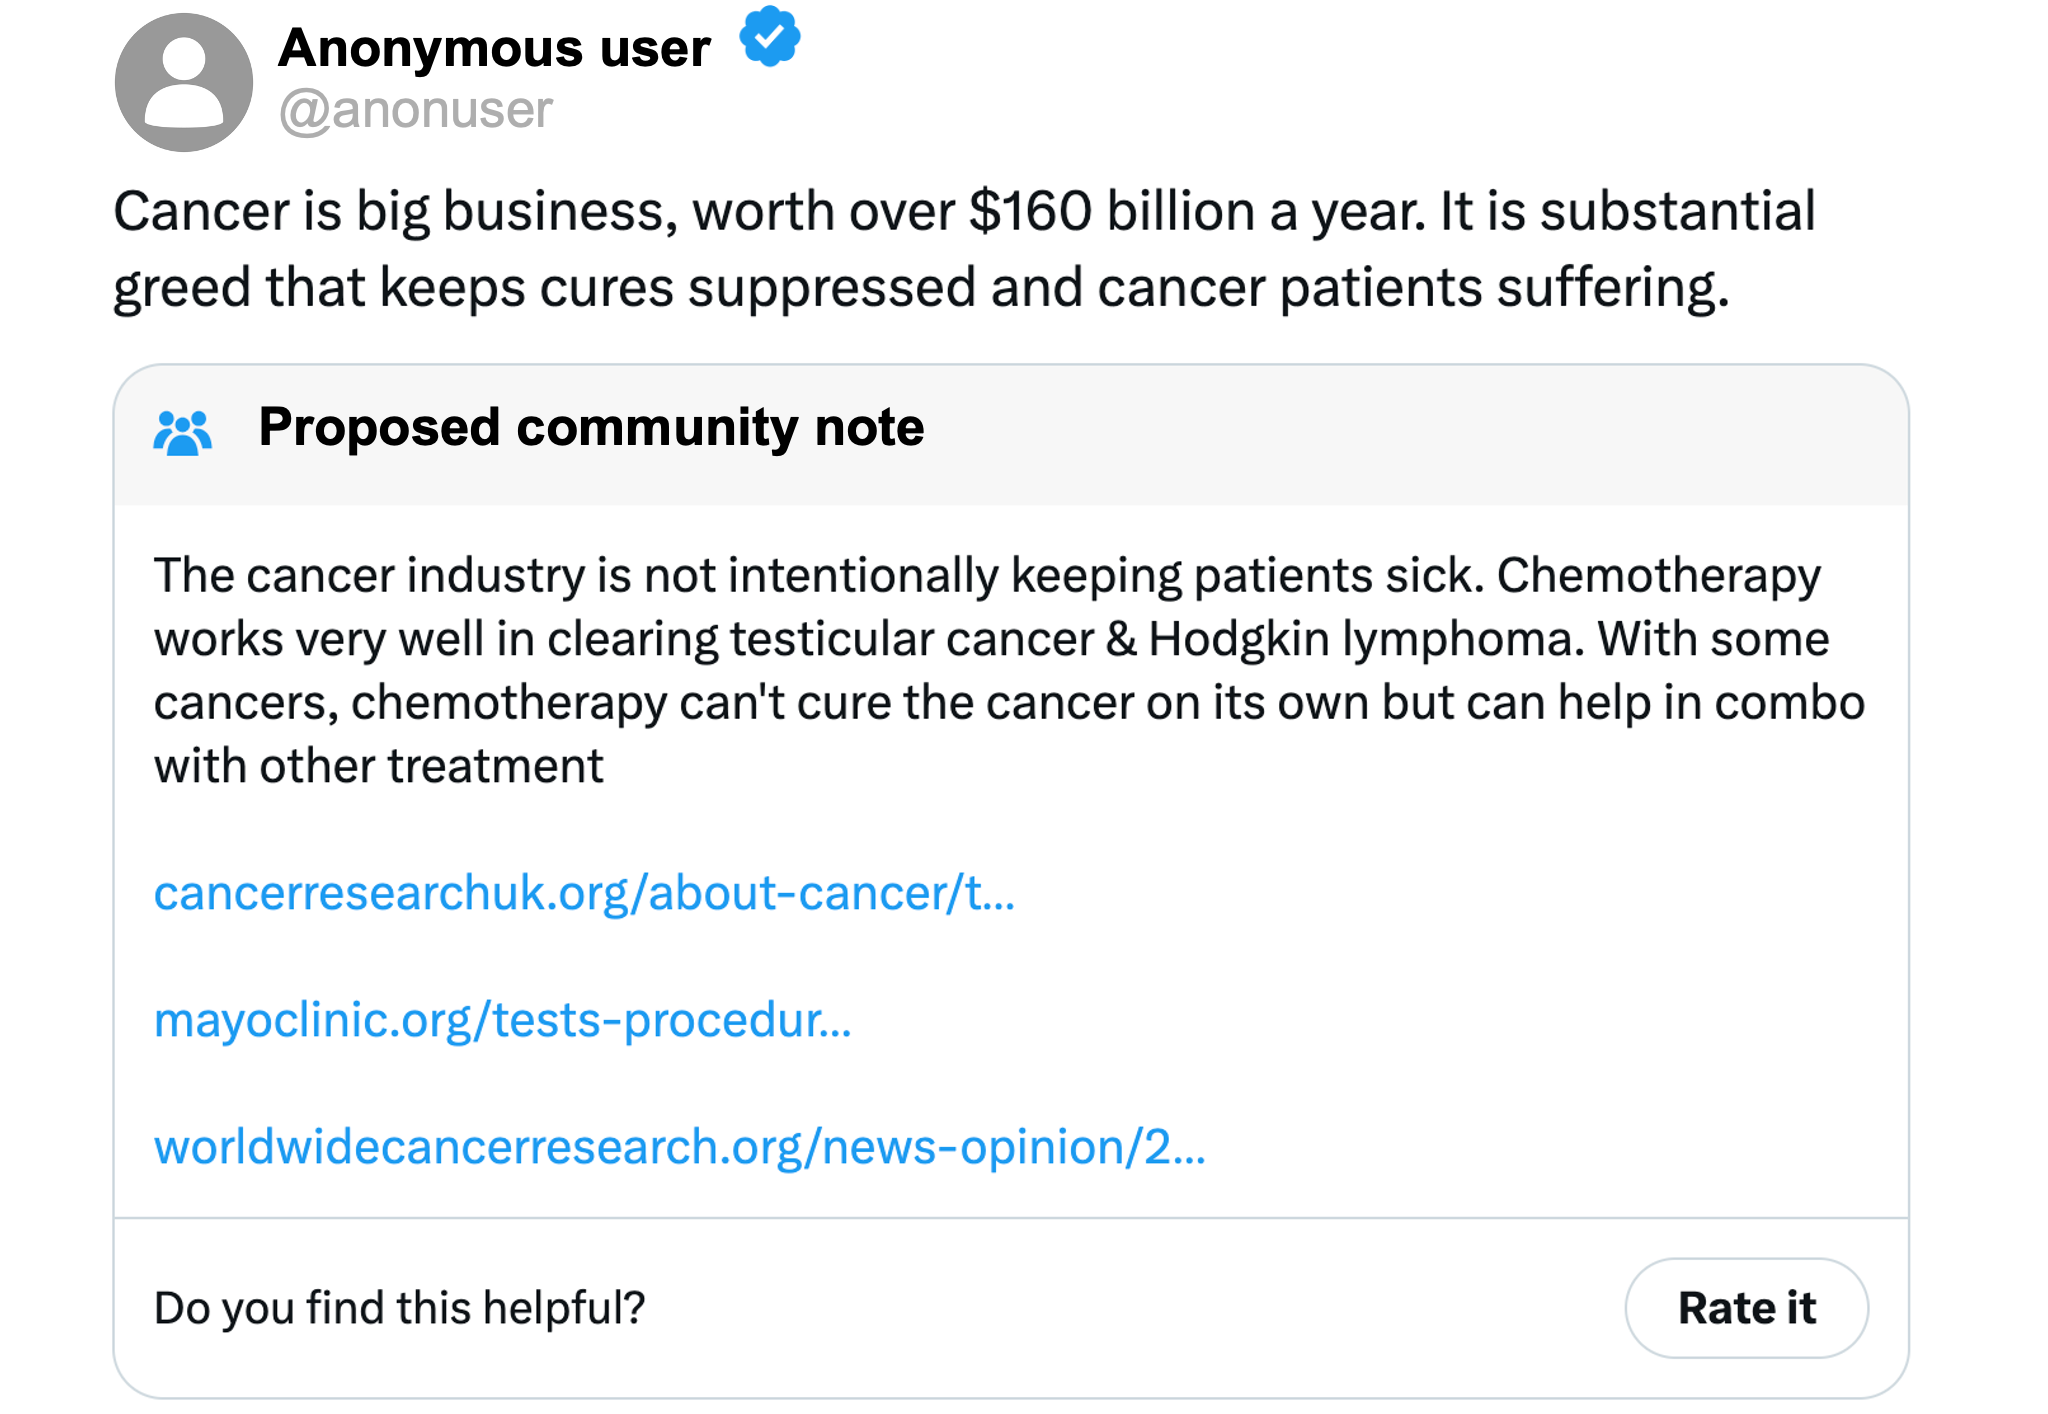 Anonymous user
@anonuser
Cancer is big business, worth over $160 billion a year. It is substantial
greed that keeps cures suppressed and cancer patients suffering.
Proposed community note
The cancer industry is not intentionally keeping patients sick. Chemotherapy
works very well in clearing testicular cancer & Hodgkin lymphoma. With some
cancers, chemotherapy can't cure the cancer on its own but can help in combo
with other treatment
cancerresearchuk.org/about-cancer/t...
mayoclinic.org/tests-procedur...
worldwidecancerresearch.org/news-opinion/2...
Do you find this helpful?
Rate it